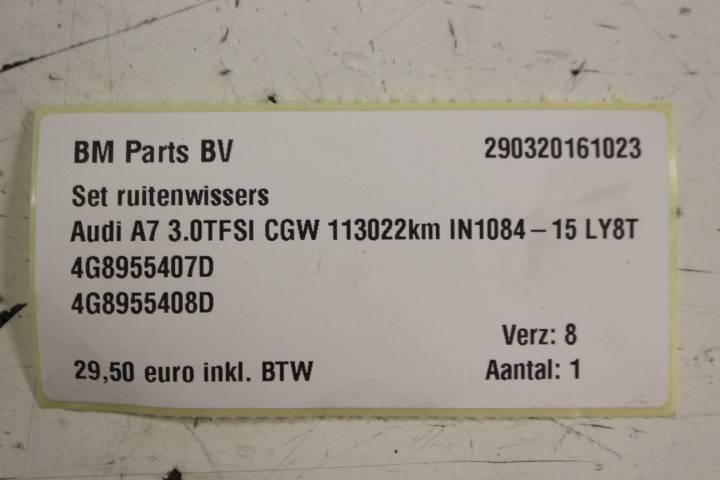 BM Parts BV 290320161023
Set ruitenwissers
Audi A7 3.0TFSI CGW 113022km IN1084-15 LY8T
4G8955407D
4G8955408D
Verz: 8
29,50 euro inkl. BTW Aantal: 1